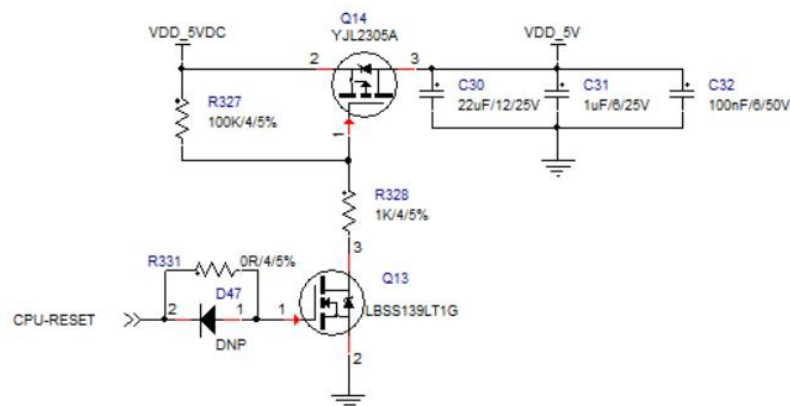 Q14
YJL2305A
VDD_5VDC
VDD_5V
2
3
C30
22uF/12/25V
C31
1uF/6/25V
C32
100nF/6/50V
R327
100K/4/5%
1
R328
1K/4/5%
3
R331
0R/4/5%
Q13
D47
2
1
1
LBSS139LT1G
CPU-RESET
DNP
2